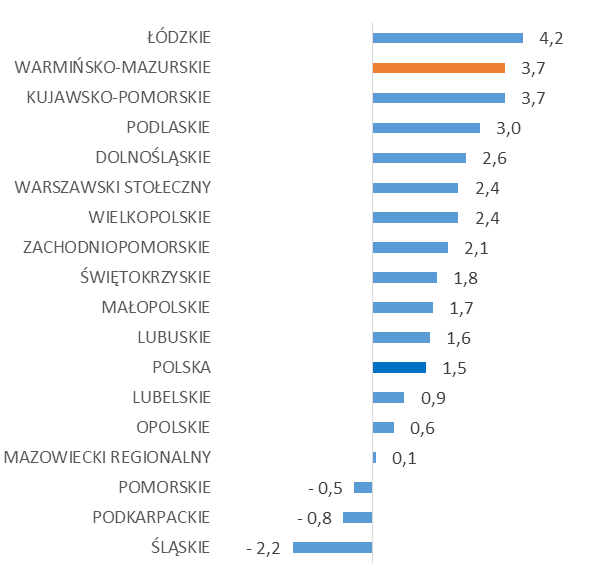 ŁÓDZKIE 4,2
WARMIŃSKO-MAZURSKIE 3,7
KUJAWSKO-POMORSKIE 3,7
PODLASKIE 3,0
DOLNOŚLĄSKIE 2,6
WARSZAWSKI STOŁECZNY 2,4
WIELKOPOLSKIE 2,4
ZACHODNIOPOMORSKIE 2,1
ŚWIĘTOKRZYSKIE 1,8
MAŁOPOLSKIE 1,7
LUBUSKIE 1,6
POLSKA 1,5
LUBELSKIE 0,9
OPOLSKIE 0,6
MAZOWIECKI REGIONALNY 0,1
POMORSKIE - 0,5
PODKARPACKIE - 0,8
ŚLĄSKIE - 2,2